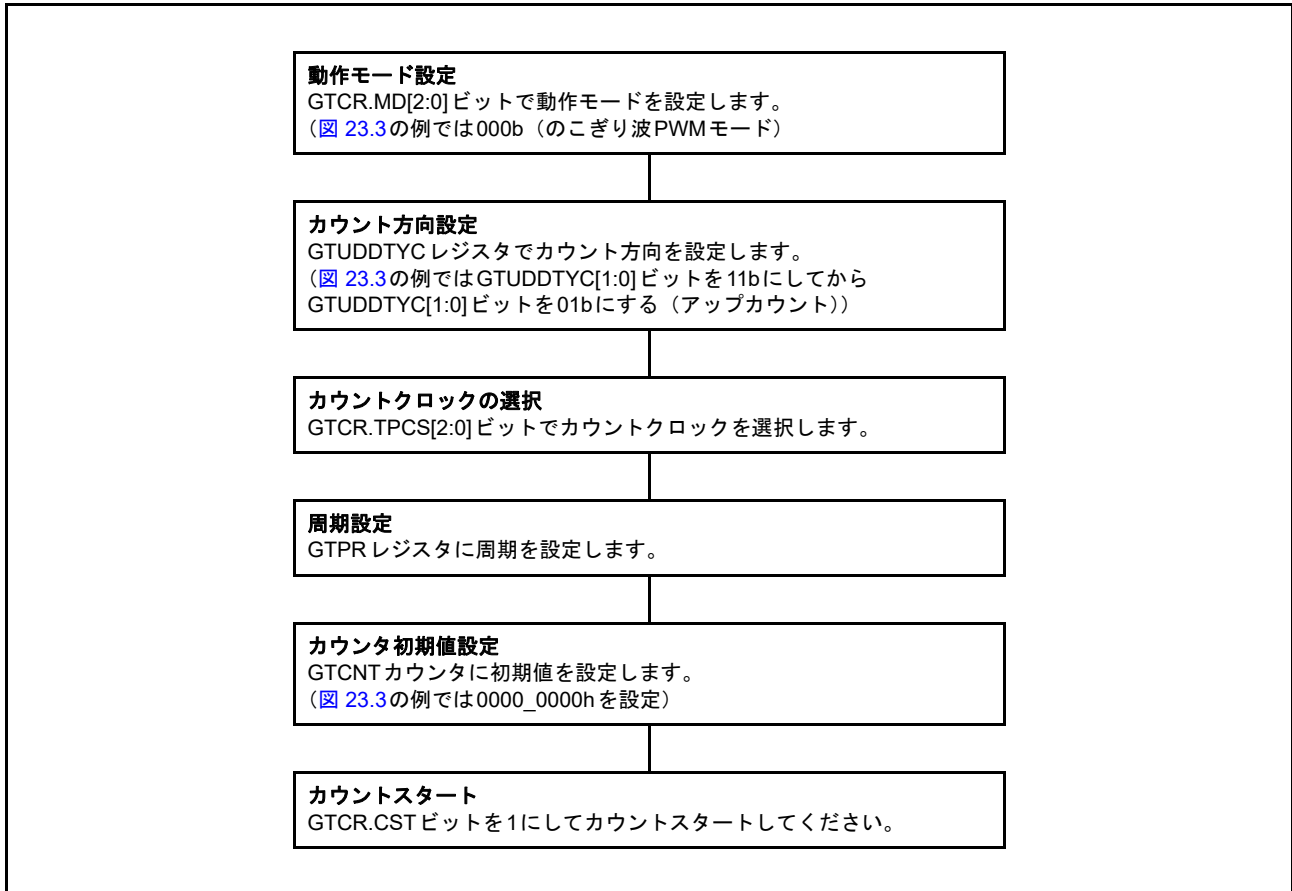 動作モード設定
GTCR.MD[2:0]ビットで動作モードを設定します。
（図 23.3の例では000b（のこぎり波PWMモード）
カウント方向設定
GTUDDTYCレジスタでカウント方向を設定します。
（図 23.3の例ではGTUDDTYC[1:0]ビットを11bにしてから
GTUDDTYC[1:0]ビットを01bにする（アップカウント））
カウントクロックの選択
GTCR.TPCS[2:0]ビットでカウントクロックを選択します。
周期設定
GTPRレジスタに周期を設定します。
カウンタ初期値設定
GTCNTカウンタに初期値を設定します。
（図 23.3の例では0000_0000hを設定）
カウントスタート
GTCR.CSTビットを1にしてカウントスタートしてください。